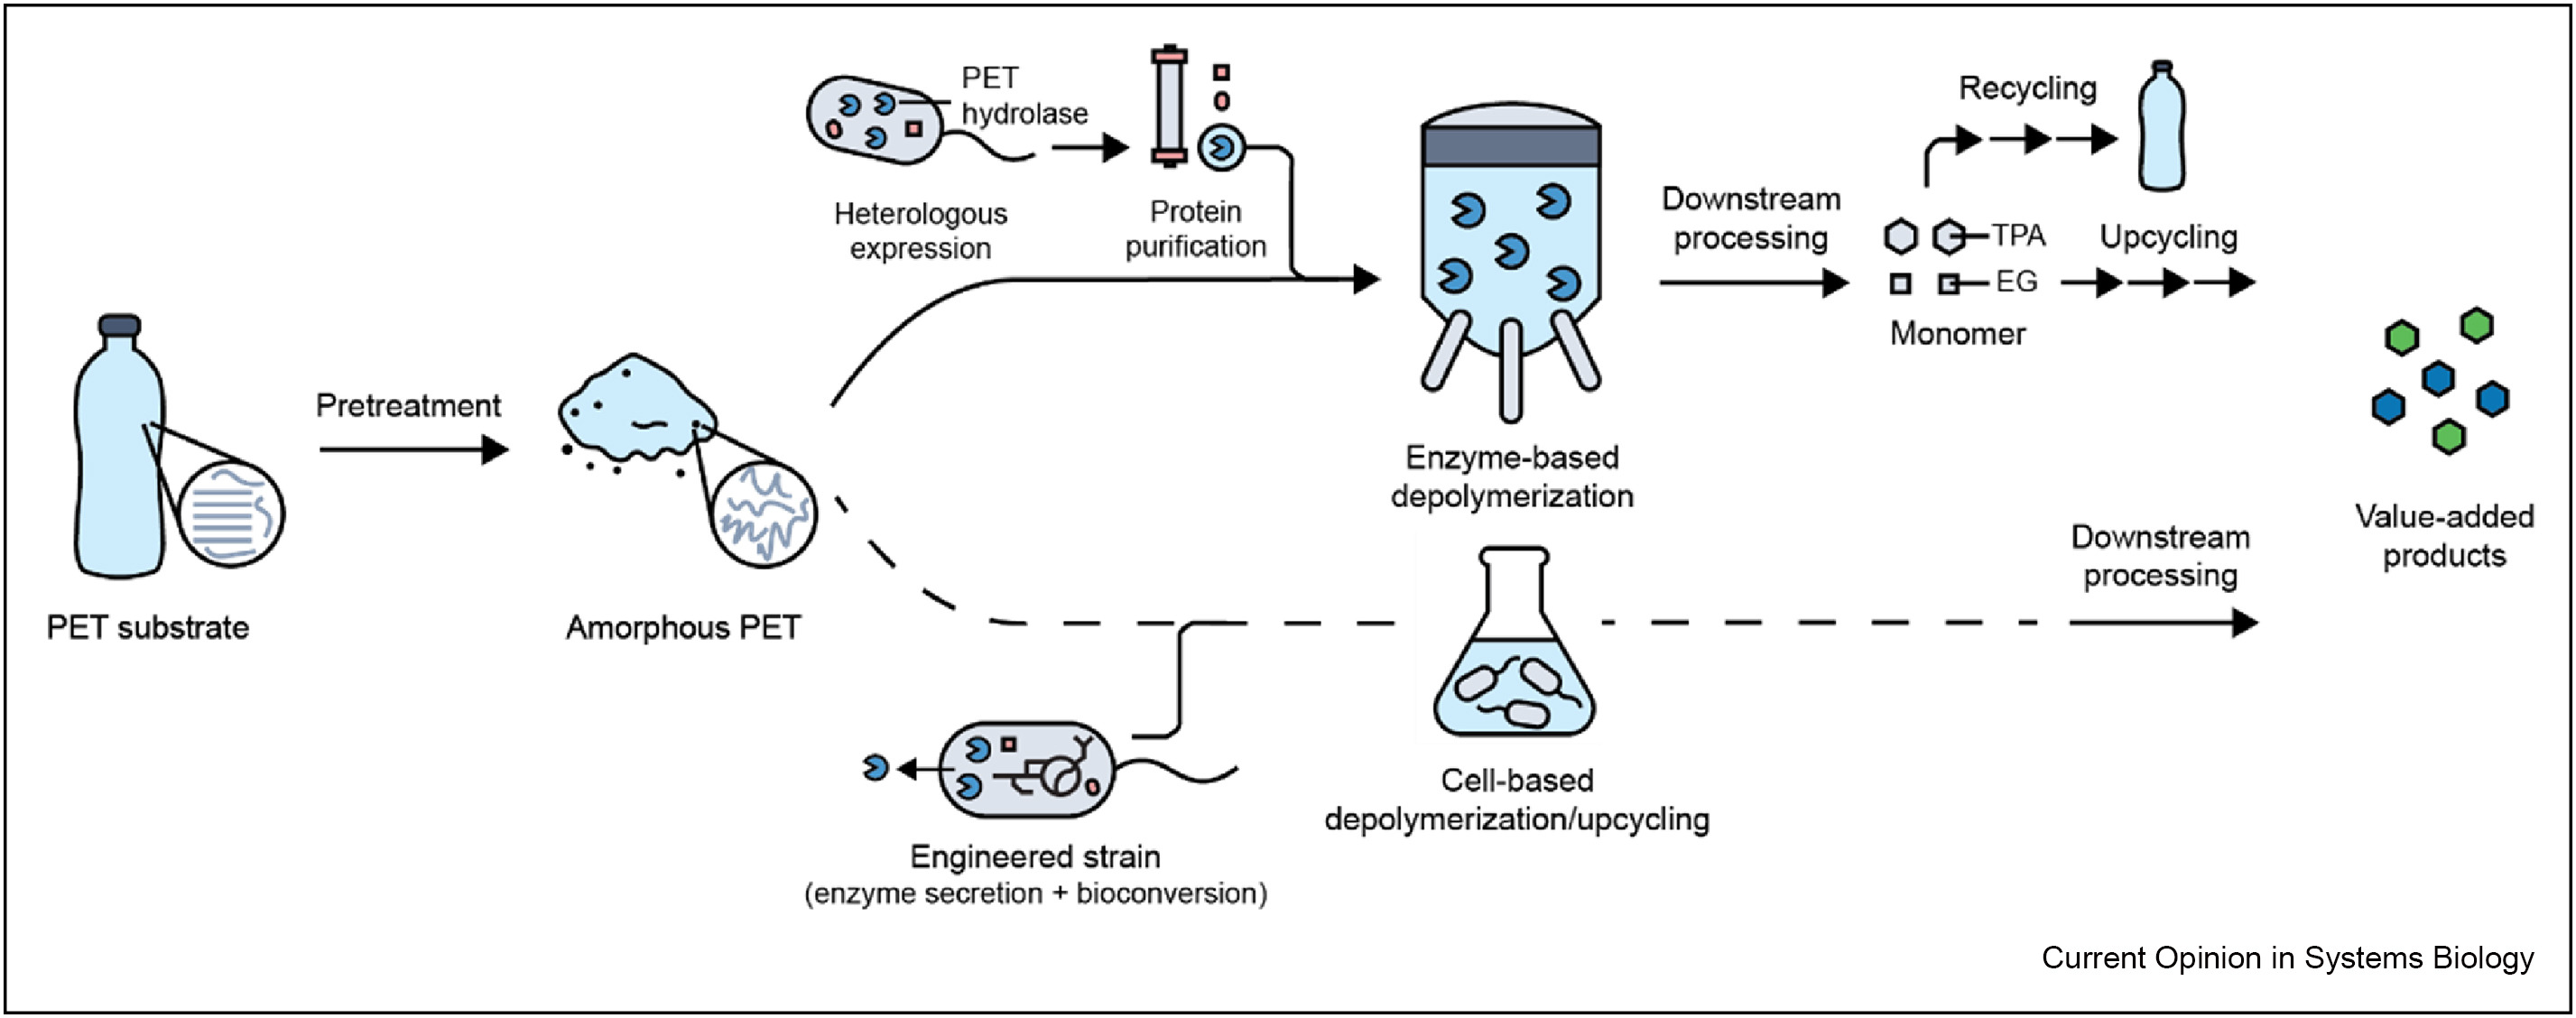 PET
hydrolase
Heterologous
expression
Protein
purification
Recycling
Downstream
processing
TPA
EG
Monomer
Upcycling
Pretreatment
PET substrate
Amorphous PET
Enzyme-based
depolymerization
Value-added
products
Downstream
processing
Cell-based
depolymerization/upcycling
Engineered strain
(enzyme secretion + bioconversion)
Current Opinion in Systems Biology